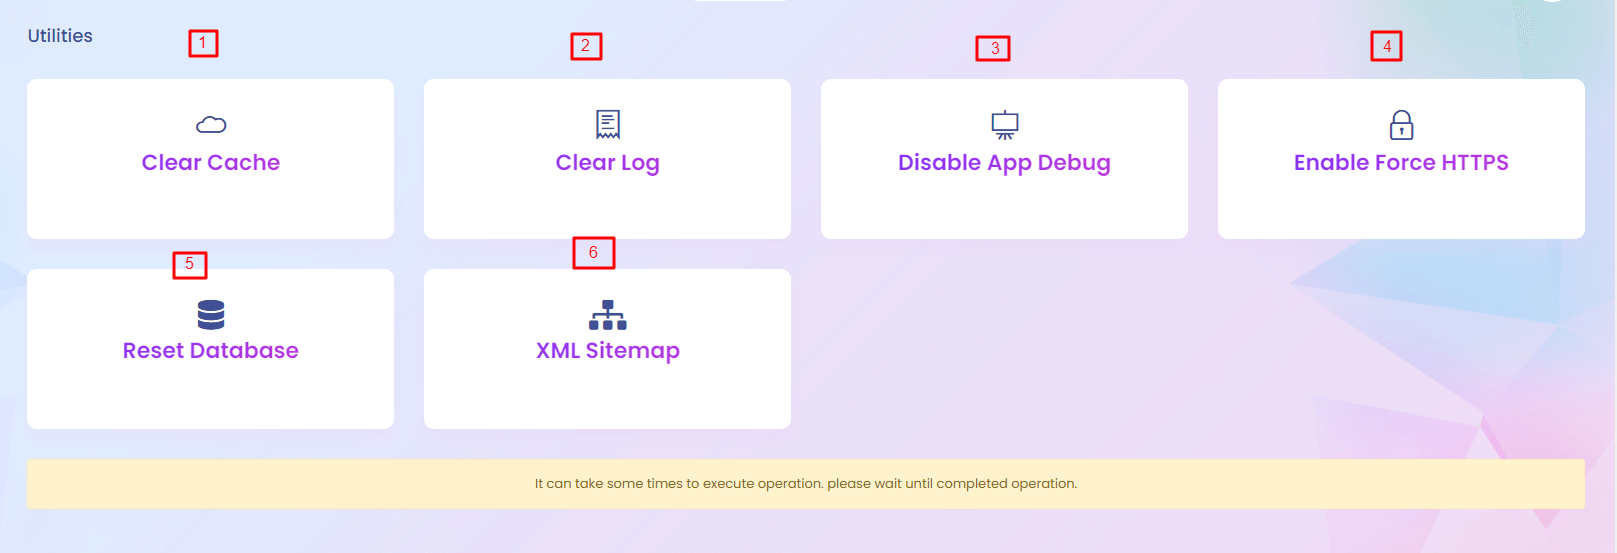 Utilities
1
2
3
4
Clear Cache
Clear Log
Disable App Debug
Enable Force HTTPS
5
6
Reset Database
XML Sitemap
It can take some times to execute operation. please wait until completed operation.